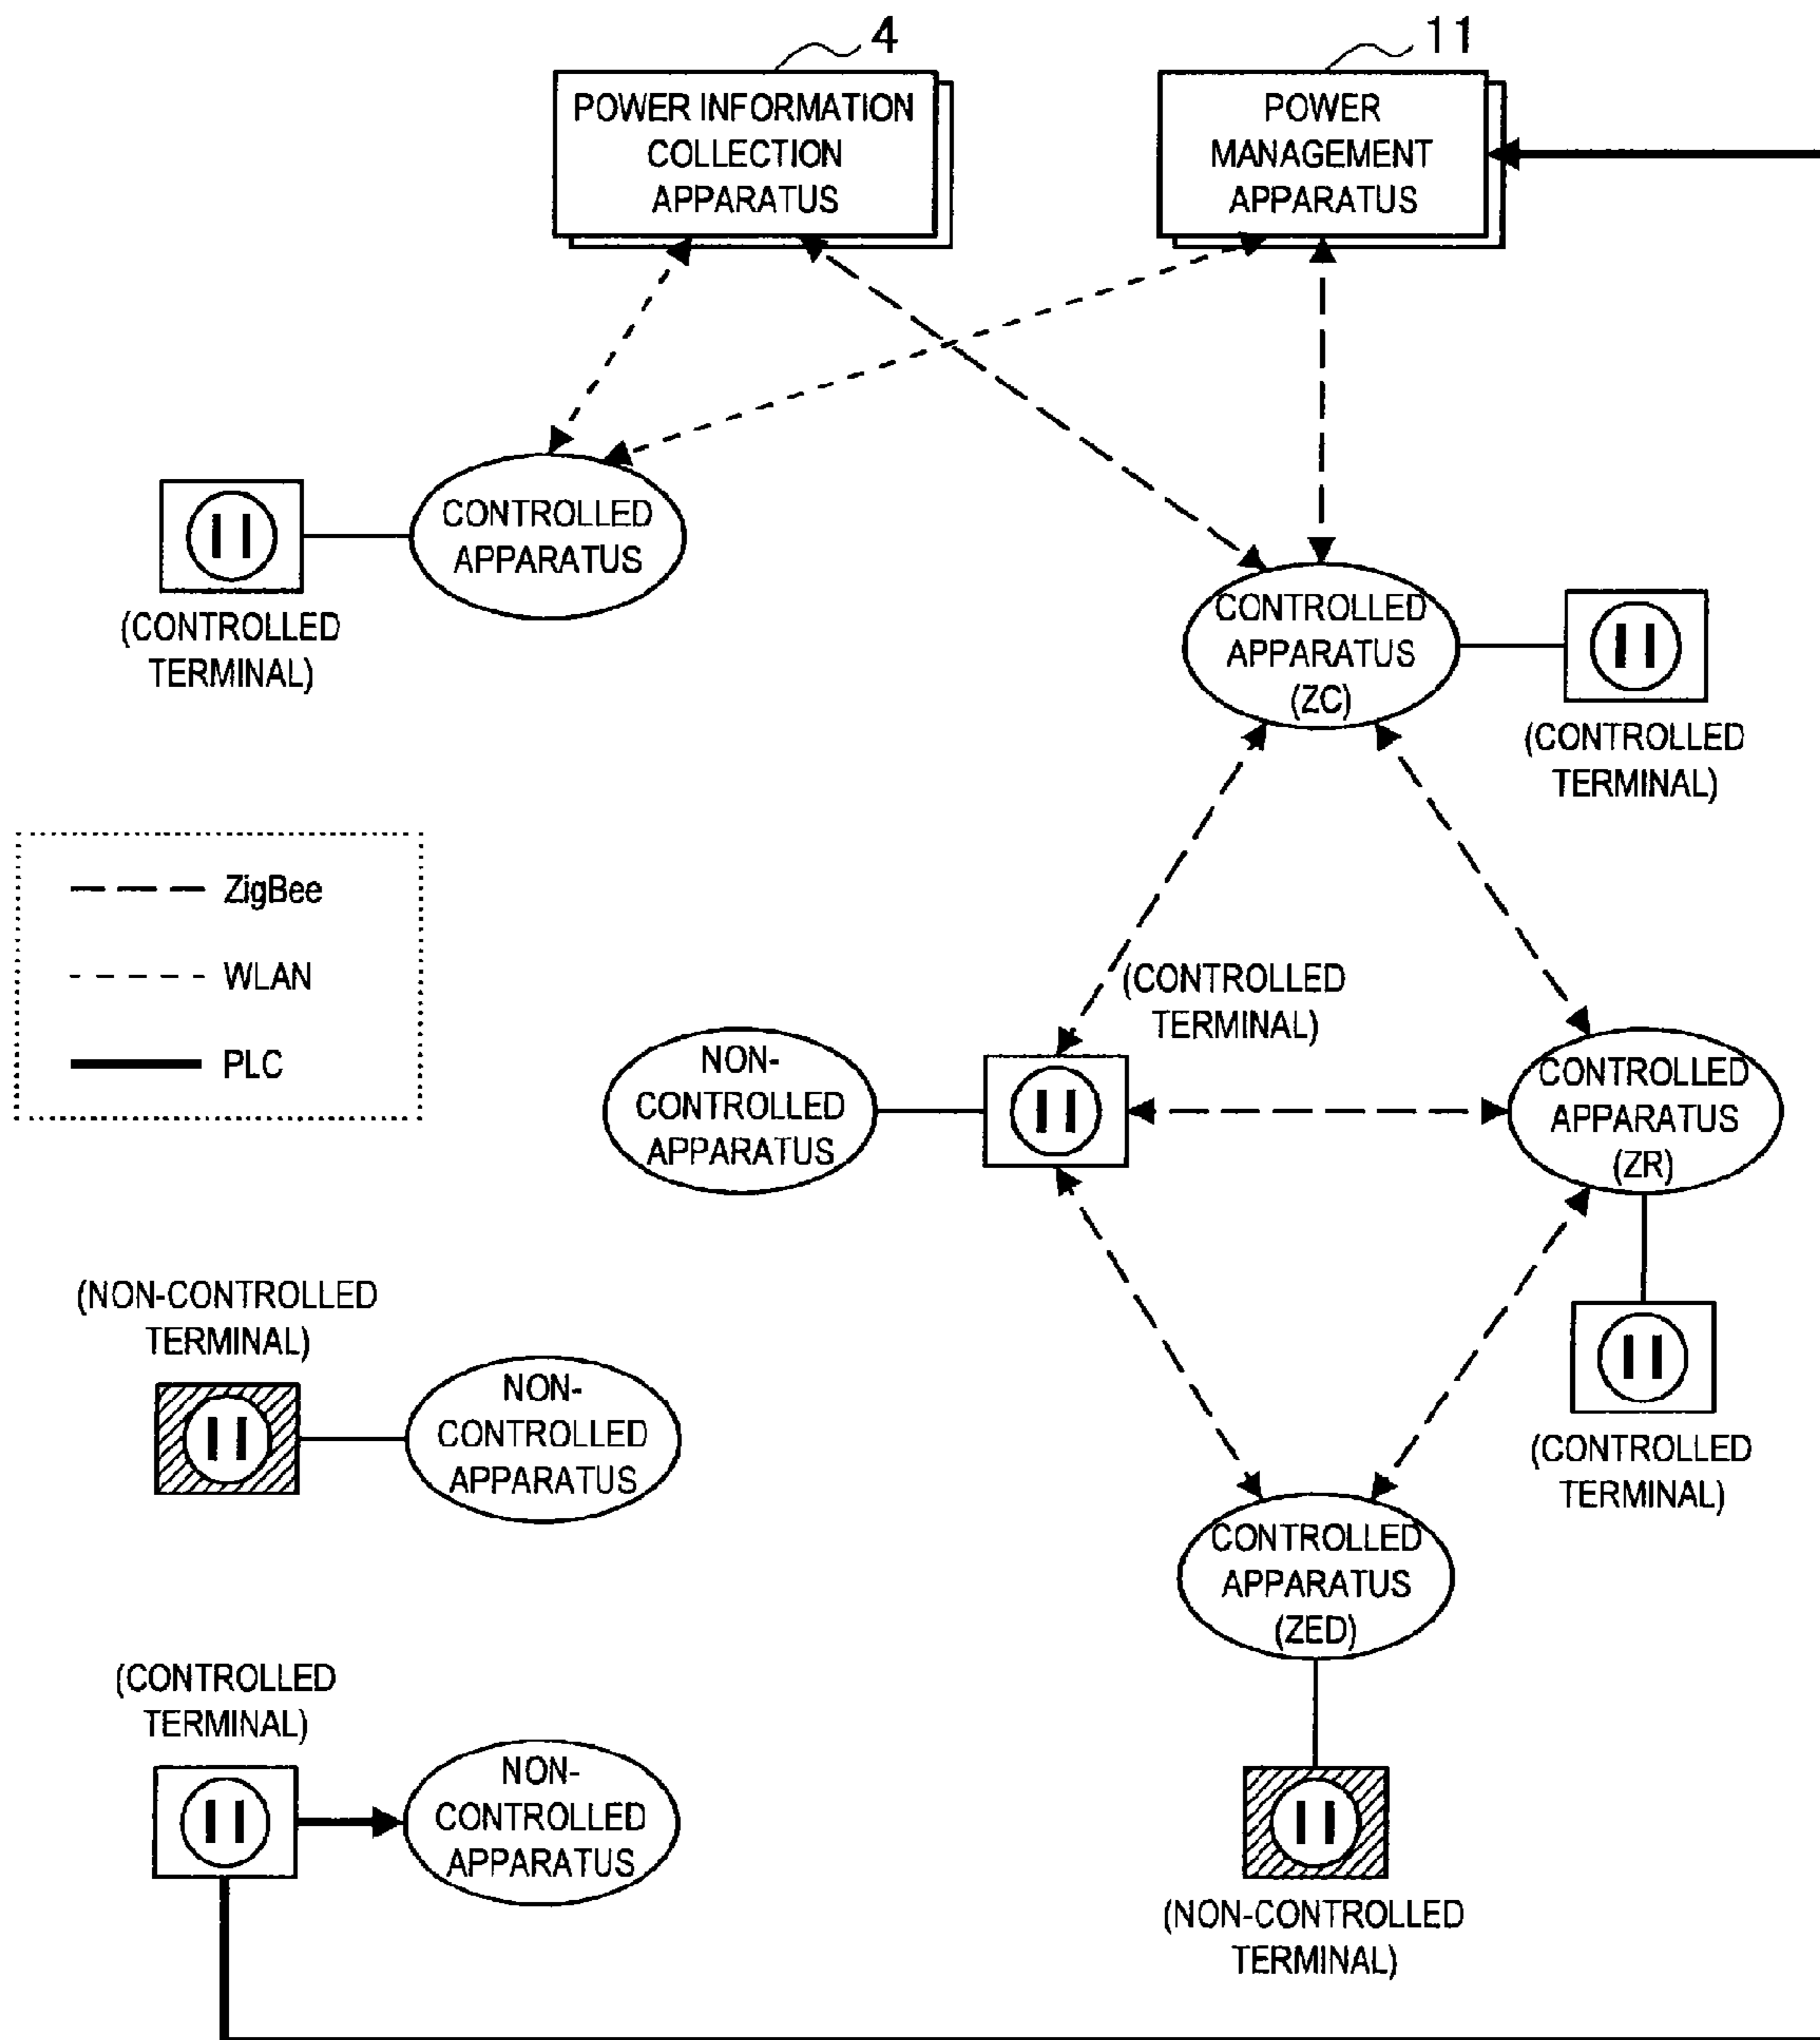 4
11
POWER INFORMATION
COLLECTION
APPARATUS
POWER
MANAGEMENT
APPARATUS
CONTROLLED
APPARATUS
(CONTROLLED
TERMINAL)
CONTROLLED
APPARATUS
(ZC)
(CONTROLLED
TERMINAL)
ZigBee
WLAN
PLC
(CONTROLLED
TERMINAL)
NON-
CONTROLLED
APPARATUS
CONTROLLED
APPARATUS
(ZR)
(CONTROLLED
TERMINAL)
(NON-CONTROLLED
TERMINAL)
NON-
CONTROLLED
APPARATUS
CONTROLLED
APPARATUS
(ZED)
(NON-CONTROLLED
TERMINAL)
(CONTROLLED
TERMINAL)
NON-
CONTROLLED
APPARATUS